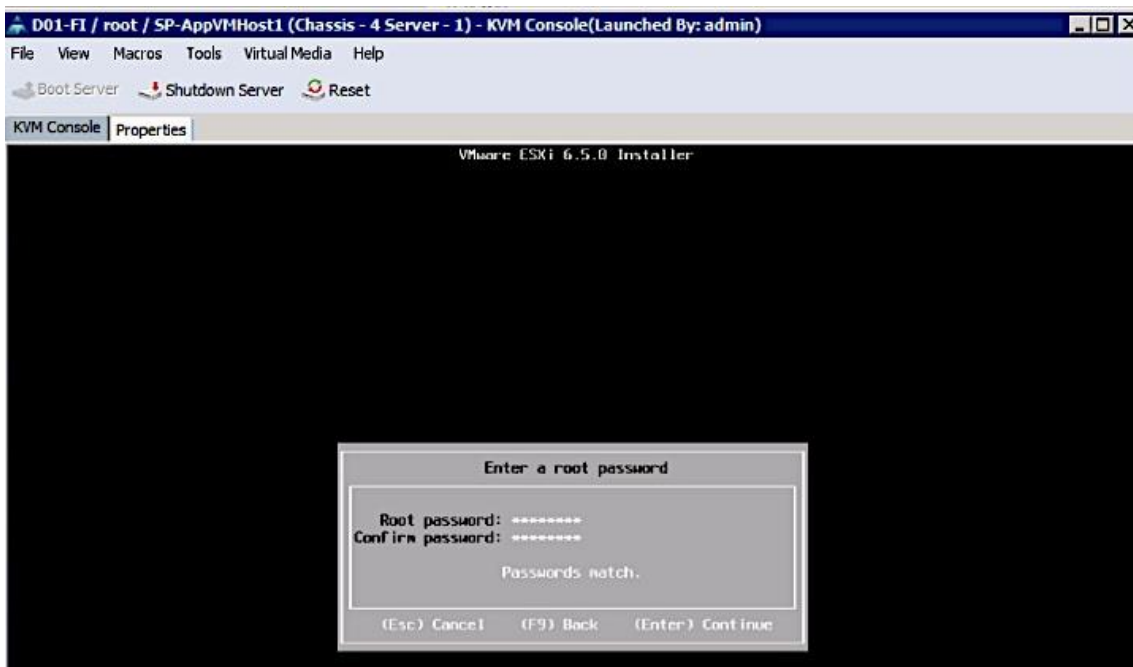 D01-FI / root / SP-AppVMHost1 (Chassis - 4 Server - 1) - KVM Console(Launched By: admin)
File View Macros Tools Virtual Media Help
Boot Server Shutdown Server Reset
KVM Console Properties
VMware ESXi 6.5.0 Installer
Enter a root password
Root password: ********
Confirm password: ********
Passwords match.
(Esc) Cancel (F9) Back (Enter) Continue